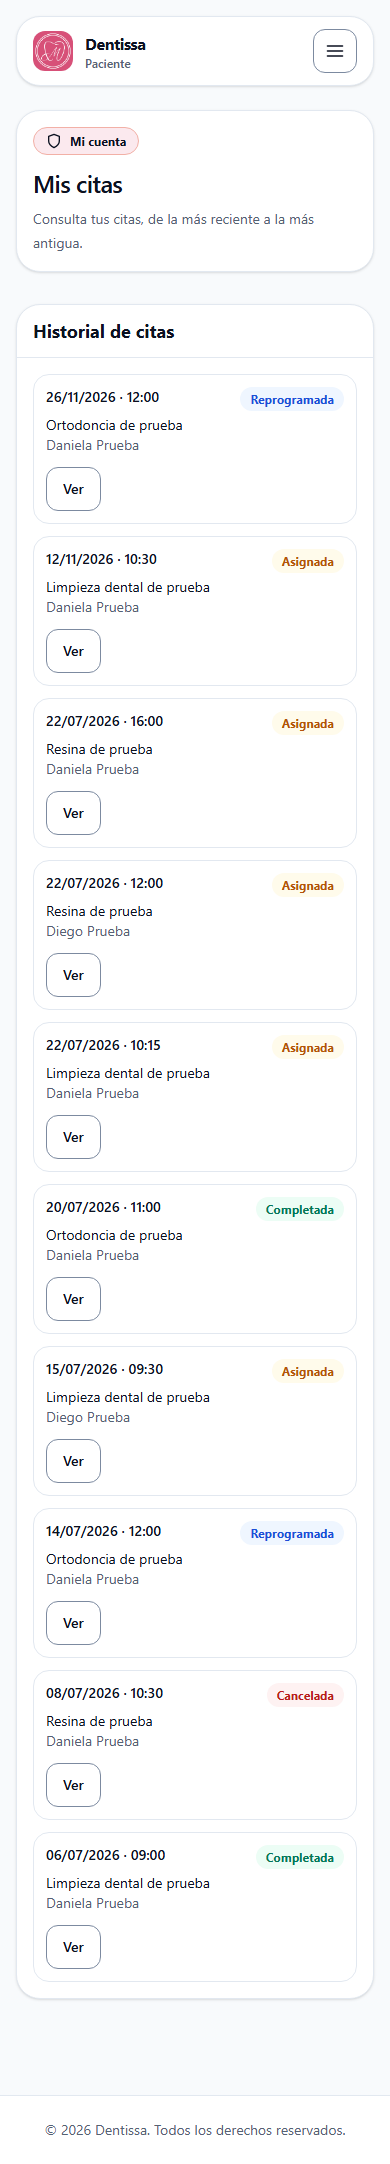 Dentissa
Paciente
Mi cuenta
Mis citas
Consulta tus citas, de la más reciente a la más
antigua.
Historial de citas
26/11/2026 · 12:00
Reprogramada
Ortodoncia de prueba
Daniela Prueba
Ver
12/11/2026 · 10:30
Asignada
Limpieza dental de prueba
Daniela Prueba
Ver
22/07/2026 · 16:00
Asignada
Resina de prueba
Daniela Prueba
Ver
22/07/2026 · 12:00
Asignada
Resina de prueba
Diego Prueba
Ver
22/07/2026 · 10:15
Asignada
Limpieza dental de prueba
Daniela Prueba
Ver
20/07/2026 · 11:00
Completada
Ortodoncia de prueba
Daniela Prueba
Ver
15/07/2026 · 09:30
Asignada
Limpieza dental de prueba
Diego Prueba
Ver
14/07/2026 · 12:00
Reprogramada
Ortodoncia de prueba
Daniela Prueba
Ver
08/07/2026 · 10:30
Cancelada
Resina de prueba
Daniela Prueba
Ver
06/07/2026 · 09:00
Completada
Limpieza dental de prueba
Daniela Prueba
Ver
© 2026 Dentissa. Todos los derechos reservados.